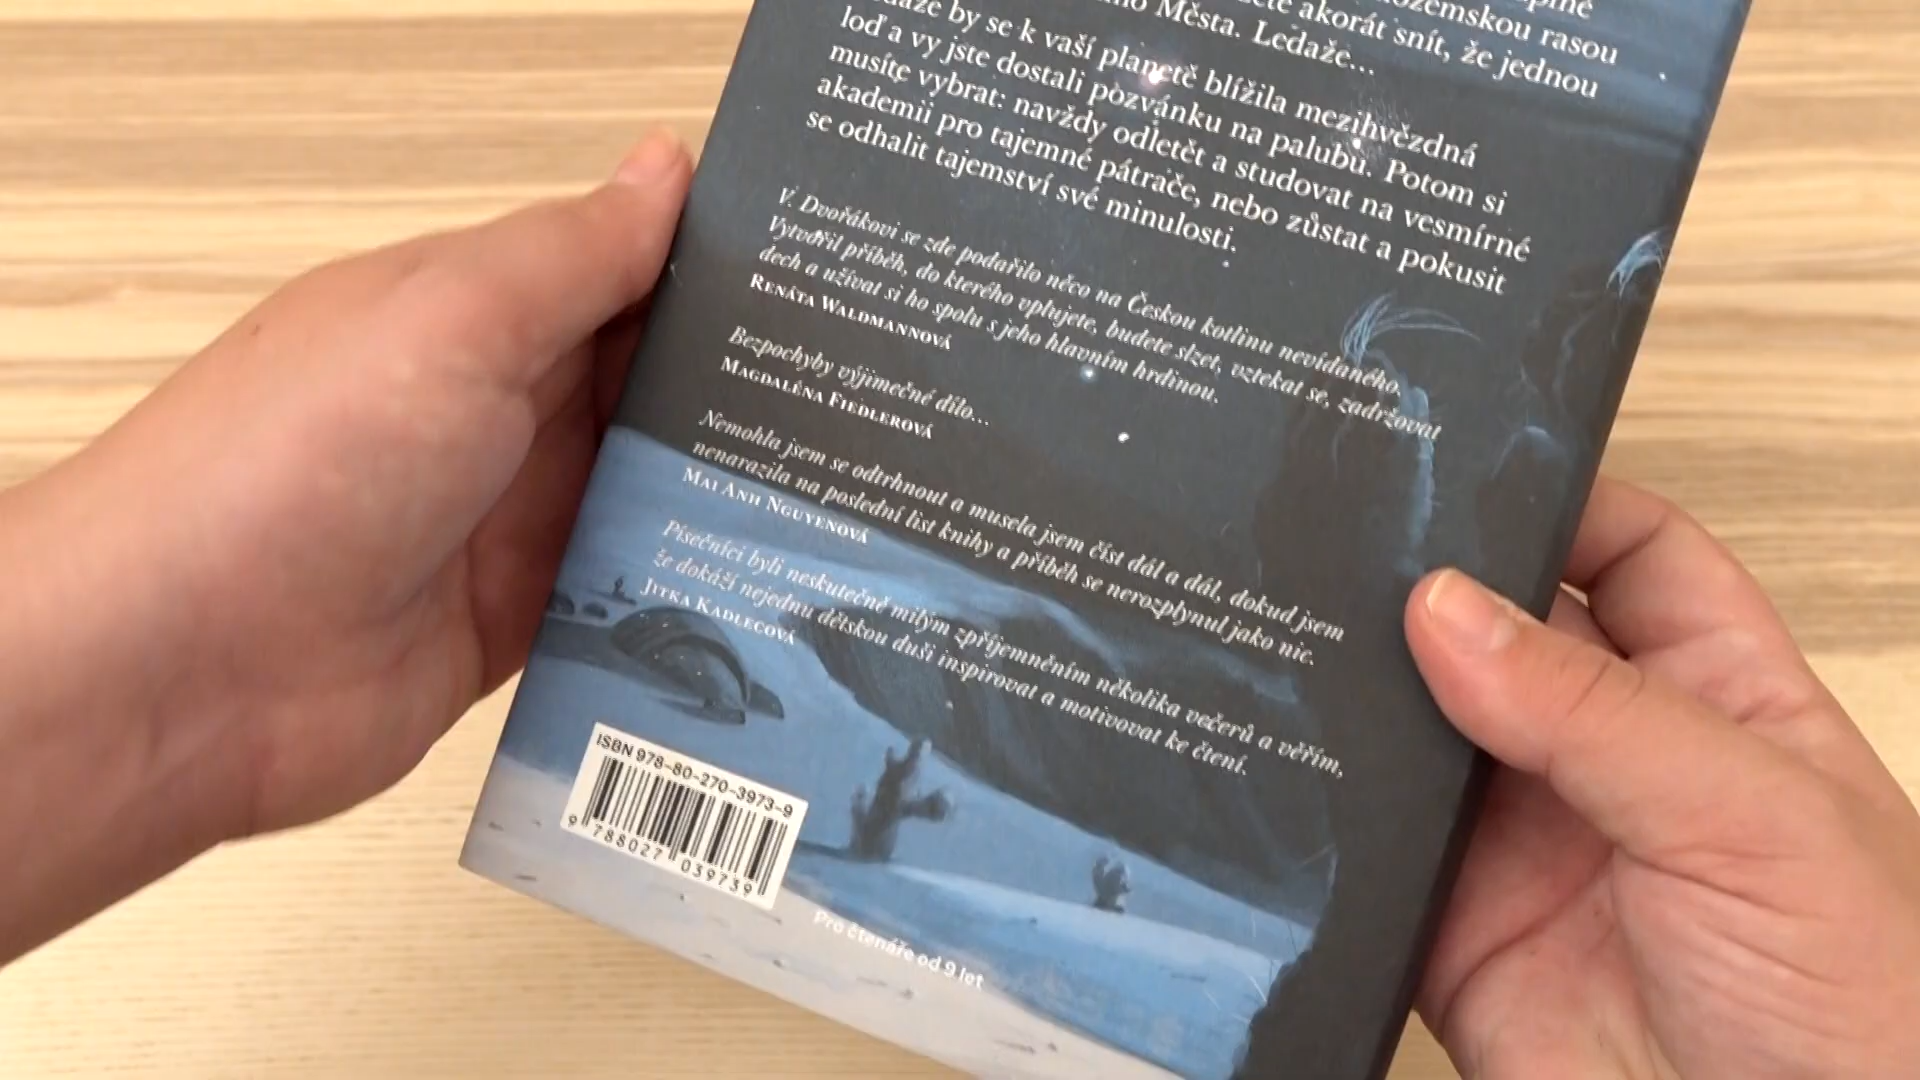 akorát snít, že jednou
Města. Ledaže…
by se k vaší planetě blížila mezihvězdná
loď a vy jste dostali pozvánku na palubu. Potom si
musíte vybrat: navždy odletět a studovat na vesmírné
akademii pro tajemné pátrače, nebo zůstat a pokusit
se odhalit tajemství své minulosti.
V. Dvořákovi se zde podařilo něco na Českou kotlinu nevídaného.
Vytvořil příběh, do kterého vplujete, budete slzet, vztekat se, zadržovat
dech a užívat si ho spolu s jeho hlavním hrdinou.
RENÁTA WALDMANNOVÁ
Bezpochyby výjimečné dílo…
MAGDALÉNA FIEDLEROVÁ
Nemohla jsem se odtrhnout a musela jsem číst dál a dál, dokud jsem
nenarazila na poslední list knihy a příběh se nerozplynul jako nic.
MAI ANH NGUYENOVÁ
Písečníci byli neskutečně milým zpříjemněním několika večerů a věřím,
že dokáží nejednu dětskou duši inspirovat a motivovat ke čtení.
JITKA KADLECOVÁ
ISBN 978-80-270-3973-9
9 788027 039739
Pro čtenáře od 9 let